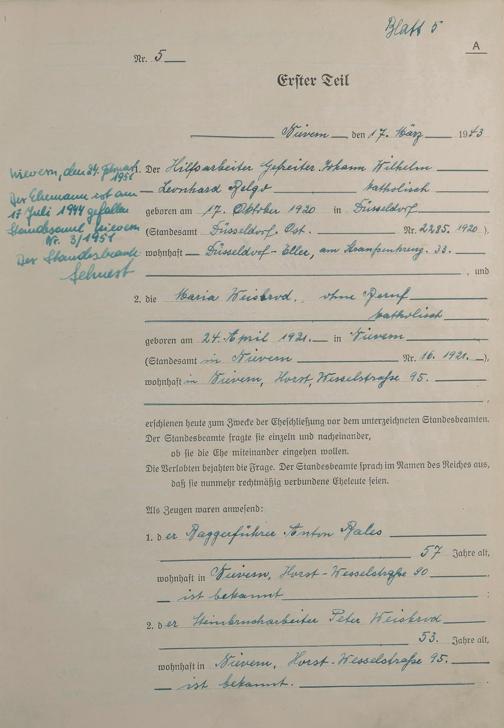 Blatt 5
A
Nr. 5
Erster Teil
Nievern den 17. März 1943
Nievern, den 24. Februar
1951
Der Ehemann ist am
17 Juli 1944 gefallen
Standesamt Nievern
Nr. 3/1951
Der Standesbeamte
1. Der Hilfsarbeiter Gefreiter Johann Wilhelm
Leonhard katholisch
geboren am 17. Oktober 1920 in Düsseldorf
(Standesamt Düsseldorf. Ost. Nr. 2285. 1920),
wohnhaft Düsseldorf-Eller, am 33.
, und
2. die Maria Weisbrod, ohne Beruf
katholisch
geboren am 24. April 1921. in Nievern
(Standesamt in Nievern Nr. 16. 1921.),
wohnhaft in Nievern, Horst, Wesselstraße 95.
erschienen heute zum Zwecke der Eheschließung vor dem unterzeichneten Standesbeamten.
Der Standesbeamte fragte sie einzeln und nacheinander,
ob sie die Ehe miteinander eingehen wollen.
Die Verlobten bejahten die Frage. Der Standesbeamte sprach im Namen des Reiches aus,
daß sie nunmehr rechtmäßig verbundene Eheleute seien.
Als Zeugen waren anwesend:
1. der Baggerführer Anton
57 Jahre alt,
wohnhaft in Nievern, Horst-Wesselstraße 90
ist bekannt ;
2. der Steinbrucharbeiter Peter Weisbrod
53. Jahre alt,
wohnhaft in Nievern, Horst-Wesselstraße 95.
ist bekannt.